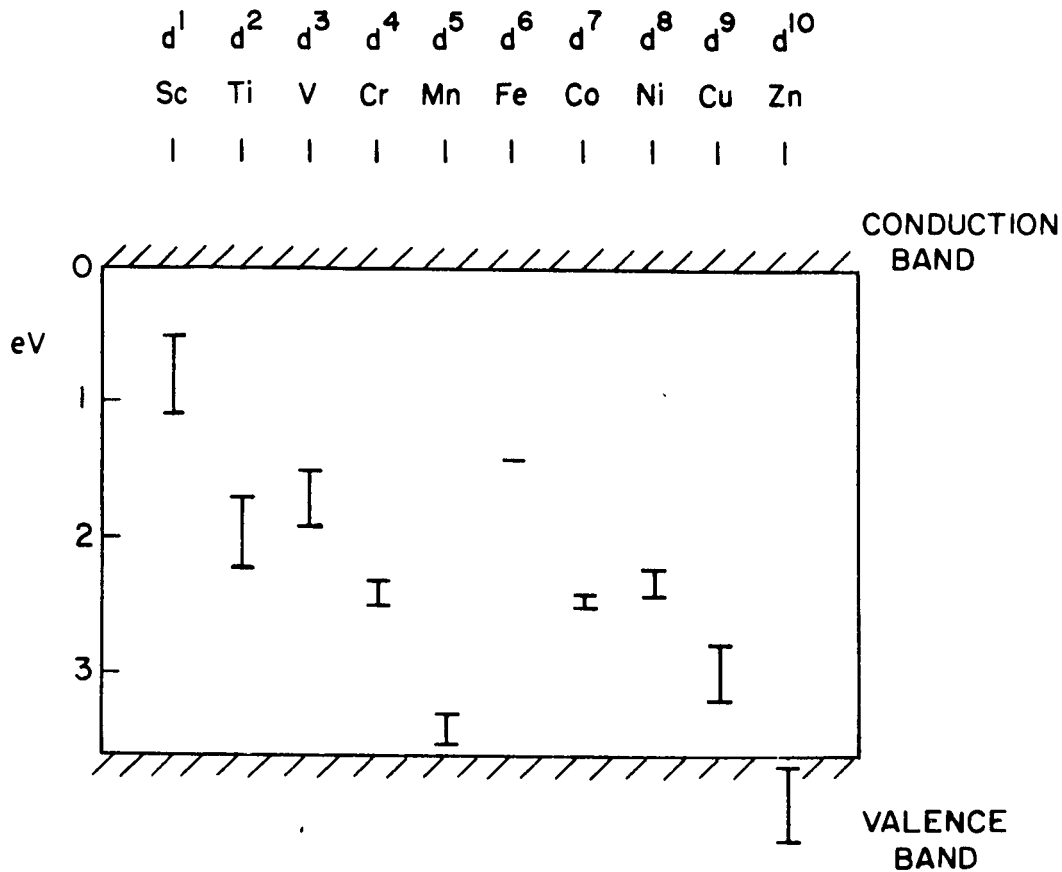 d¹ d² d³ d⁴ d⁵ d⁶ d⁷ d⁸ d⁹ d¹⁰
Sc Ti V Cr Mn Fe Co Ni Cu Zn
CONDUCTION
BAND
0
eV
1
2
3
VALENCE
BAND